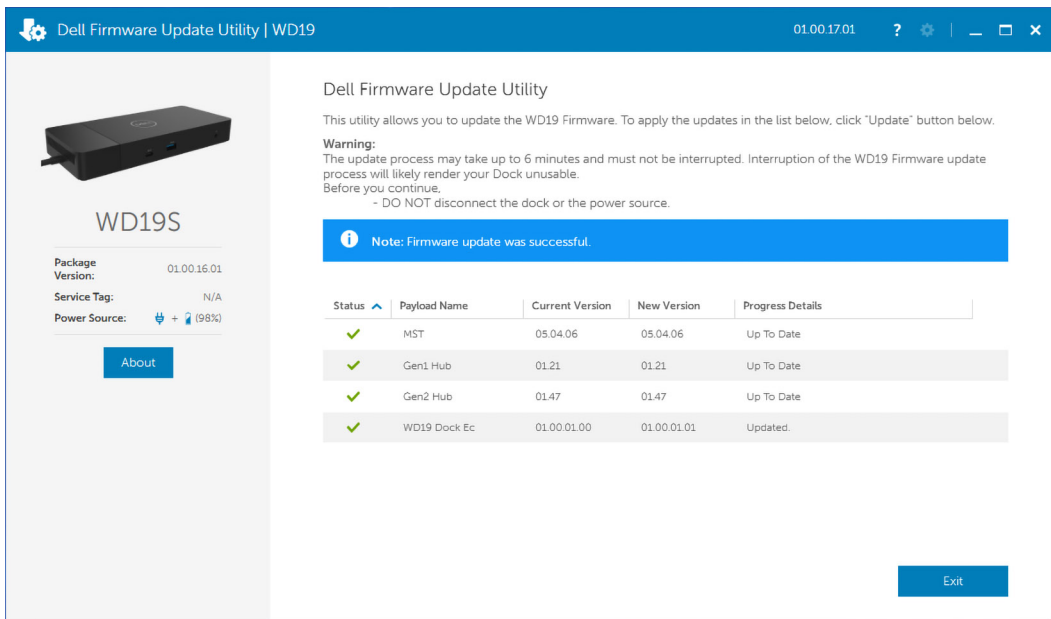 Dell Firmware Update Utility | WD19
01.00.17.01 ?
WD19S
Package Version: 01.00.16.01
Service Tag: N/A
Power Source: + (98%)
About
Dell Firmware Update Utility
This utility allows you to update the WD19 Firmware. To apply the updates in the list below, click "Update" button below.
Warning:
The update process may take up to 6 minutes and must not be interrupted. Interruption of the WD19 Firmware update
process will likely render your Dock unusable.
Before you continue,
- DO NOT disconnect the dock or the power source.
Note: Firmware update was successful.
Status Payload Name Current Version New Version Progress Details
MST 05.04.06 05.04.06 Up To Date
Gen1 Hub 01.21 01.21 Up To Date
Gen2 Hub 01.47 01.47 Up To Date
WD19 Dock Ec 01.00.01.00 01.00.01.01 Updated.
Exit